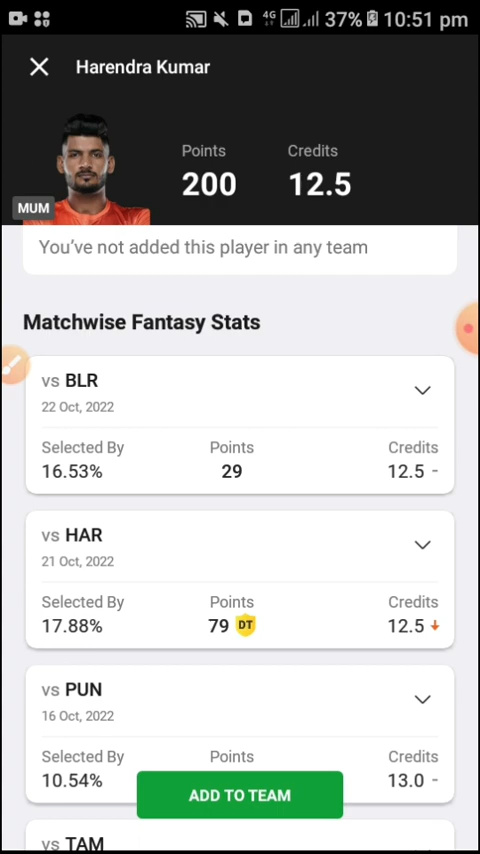 4G 37% 10:51 pm
Harendra Kumar
Points Credits
200 12.5
MUM
You've not added this player in any team
Matchwise Fantasy Stats
vs BLR
22 Oct, 2022
Selected By Points Credits
16.53% 29 12.5 -
vs HAR
21 Oct, 2022
Selected By Points Credits
17.88% 79 DT 12.5
vs PUN
16 Oct, 2022
Selected By Points Credits
10.54% 13.0 -
ADD TO TEAM
vs TAM